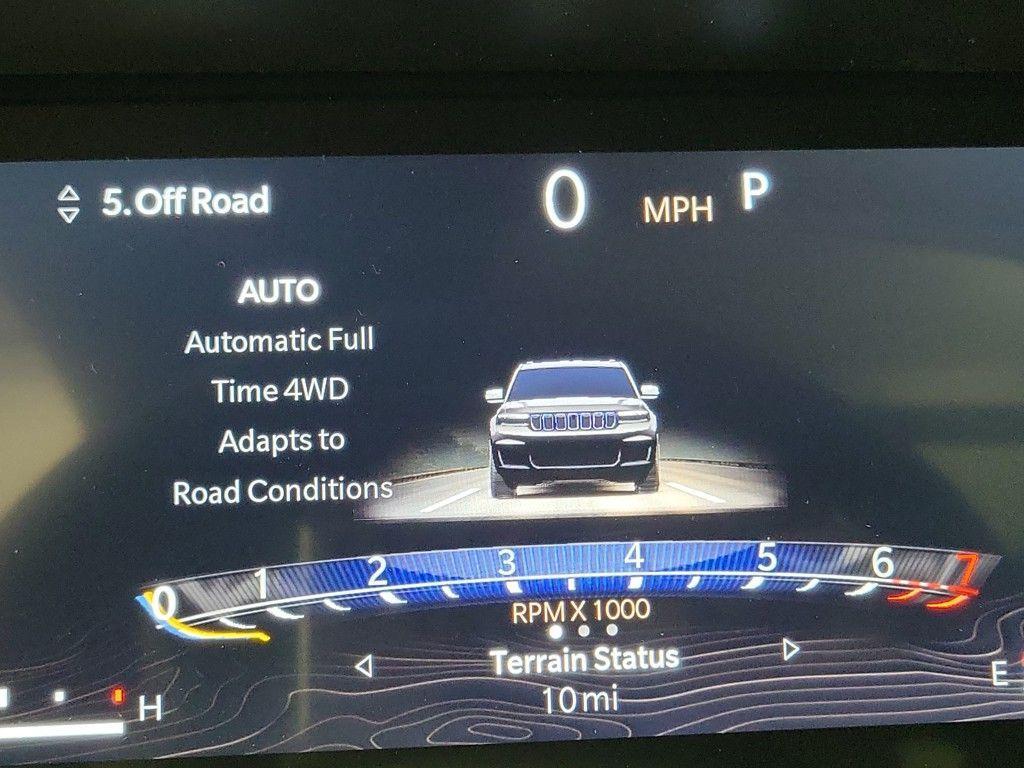 5. Off Road
0 MPH P
AUTO
Automatic Full
Time 4WD
Adapts to
Road Conditions
0 1 2 3 4 5 6 7
RPM X 1000
Terrain Status
10 mi
H
E